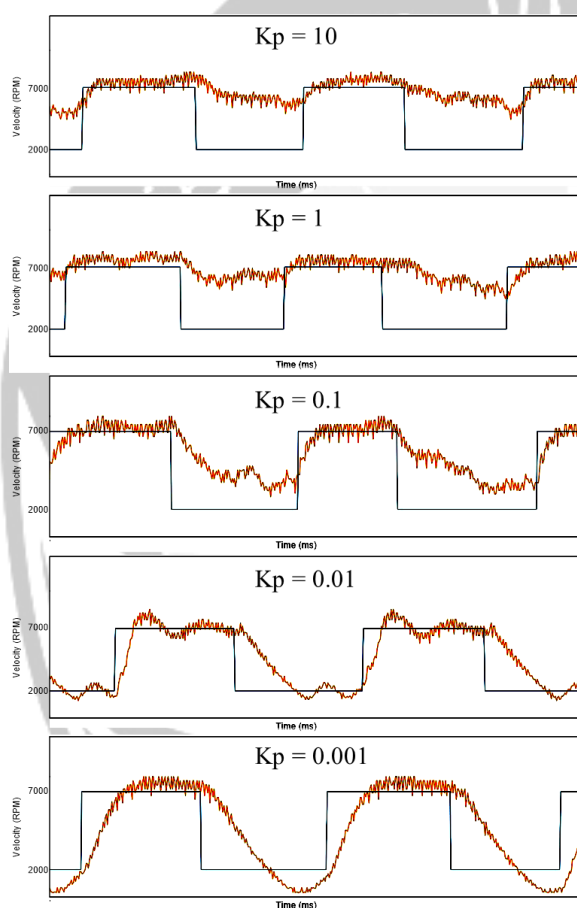 Kp = 10
Velocity (RPM)
7000
2000
Time (ms)
Kp = 1
Velocity (RPM)
7000
2000
Time (ms)
Kp = 0.1
Velocity (RPM)
7000
2000
Time (ms)
Kp = 0.01
Velocity (RPM)
7000
2000
Time (ms)
Kp = 0.001
Velocity (RPM)
7000
2000